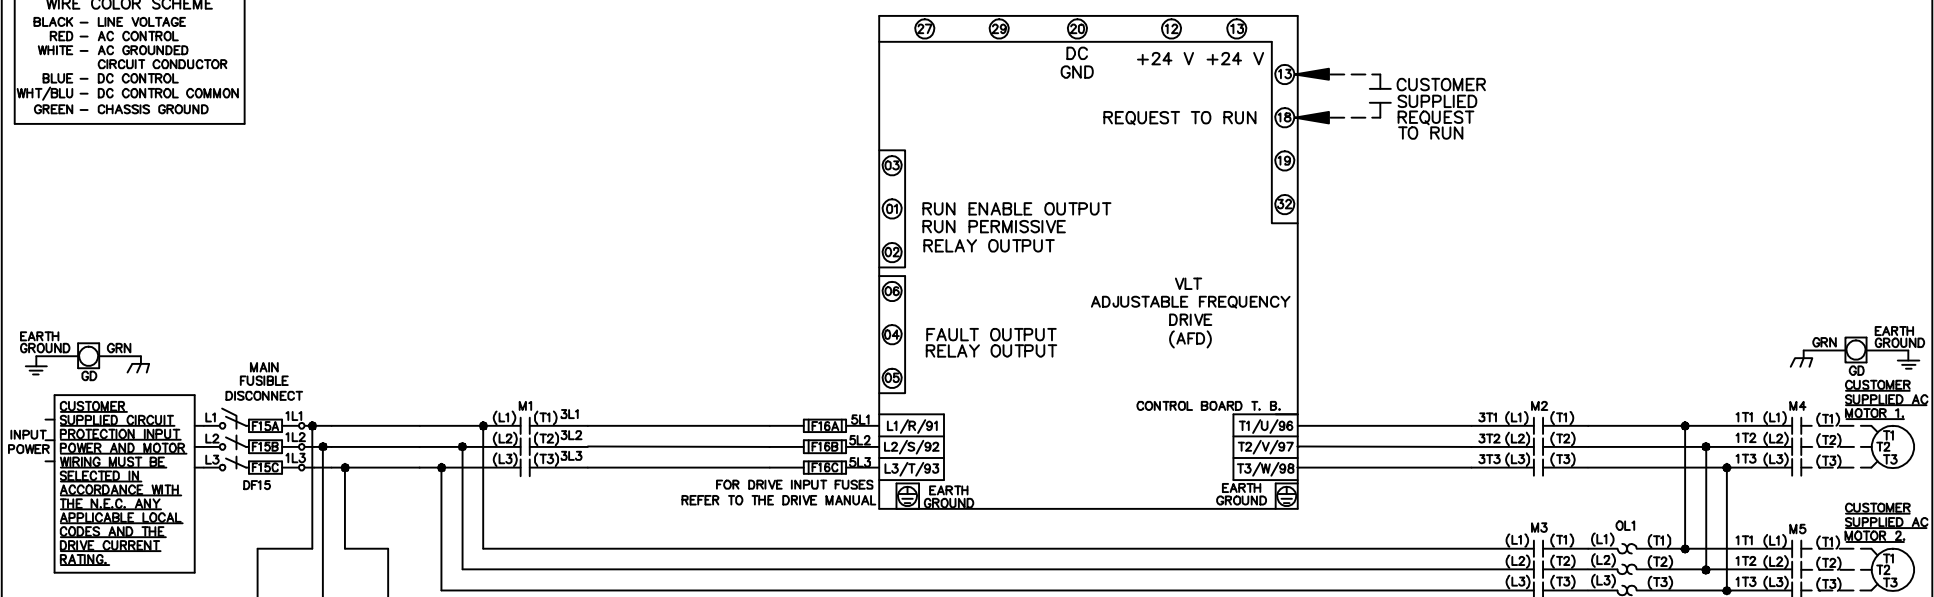 WIRE COLOR SCHEME
BLACK – LINE VOLTAGE
RED – AC CONTROL
WHITE – AC GROUNDED
CIRCUIT CONDUCTOR
BLUE – DC CONTROL
WHT/BLU – DC CONTROL COMMON
GREEN – CHASSIS GROUND
27 29 20 12 13
DC
GND
+24 V +24 V
13
REQUEST TO RUN 18
19
32
CUSTOMER
SUPPLIED
REQUEST
TO RUN
03
01
02
RUN ENABLE OUTPUT
RUN PERMISSIVE
RELAY OUTPUT
06
04
05
FAULT OUTPUT
RELAY OUTPUT
VLT
ADJUSTABLE FREQUENCY
DRIVE
(AFD)
EARTH
GROUND
GRN
GD
INPUT
POWER
CUSTOMER
SUPPLIED CIRCUIT
PROTECTION INPUT
POWER AND MOTOR
WIRING MUST BE
SELECTED IN
ACCORDANCE WITH
THE N.E.C. ANY
APPLICABLE LOCAL
CODES AND THE
DRIVE CURRENT
RATING.
MAIN
FUSIBLE
DISCONNECT
L1 F15A 1L1
L2 F15B 1L2
L3 F15C 1L3
DF15
M1
(L1) (T1) 3L1
(L2) (T2) 3L2
(L3) (T3) 3L3
F16A 5L1
F16B 5L2
F16C 5L3
FOR DRIVE INPUT FUSES
REFER TO THE DRIVE MANUAL
L1/R/91
L2/S/92
L3/T/93
EARTH
GROUND
CONTROL BOARD T. B.
T1/U/96
T2/V/97
T3/W/98
EARTH
GROUND
M2
3T1 (L1) (T1)
3T2 (L2) (T2)
3T3 (L3) (T3)
M4
1T1 (L1) (T1)
1T2 (L2) (T2)
1T3 (L3) (T3)
GRN
GD
EARTH
GROUND
CUSTOMER
SUPPLIED AC
MOTOR 1.
T1
T2
T3
M3
(L1) (T1)
(L2) (T2)
(L3) (T3)
OL1
(L1) (T1)
(L2) (T2)
(L3) (T3)
M5
1T1 (L1) (T1)
1T2 (L2) (T2)
1T3 (L3) (T3)
CUSTOMER
SUPPLIED AC
MOTOR 2.
T1
T2
T3